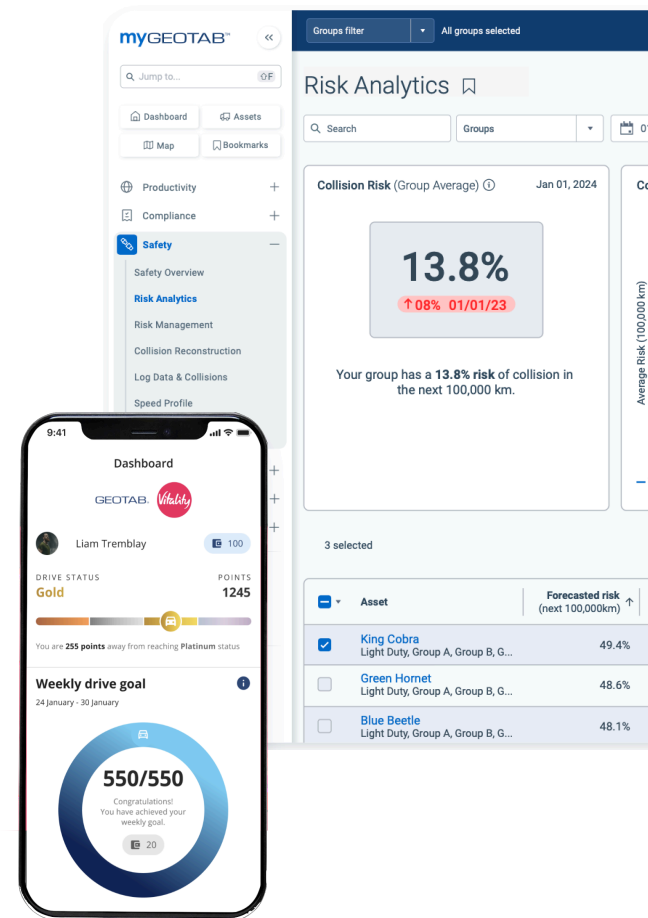 myGEOTAB™
«
Groups filter
All groups selected
Jump to...
⇧F
Risk Analytics
Dashboard
Assets
Map
Bookmarks
Search
Groups
Productivity
Compliance
Safety
Safety Overview
Risk Analytics
Risk Management
Collision Reconstruction
Log Data & Collisions
Speed Profile
Collision Risk (Group Average)
Jan 01, 2024
13.8%
↑08% 01/01/23
Your group has a 13.8% risk of collision in
the next 100,000 km.
Average Risk (100,000 km)
3 selected
Asset
Forecasted risk ↑
(next 100,000km)
King Cobra
Light Duty, Group A, Group B, G...
49.4%
Green Hornet
Light Duty, Group A, Group B, G...
48.6%
Blue Beetle
Light Duty, Group A, Group B, G...
48.1%
9:41
Dashboard
GEOTAB.
Vitality
Liam Tremblay
100
DRIVE STATUS
POINTS
Gold
1245
You are 255 points away from reaching Platinum status
Weekly drive goal
i
24 January - 30 January
550/550
Congratulations!
You have achieved your
weekly goal.
20